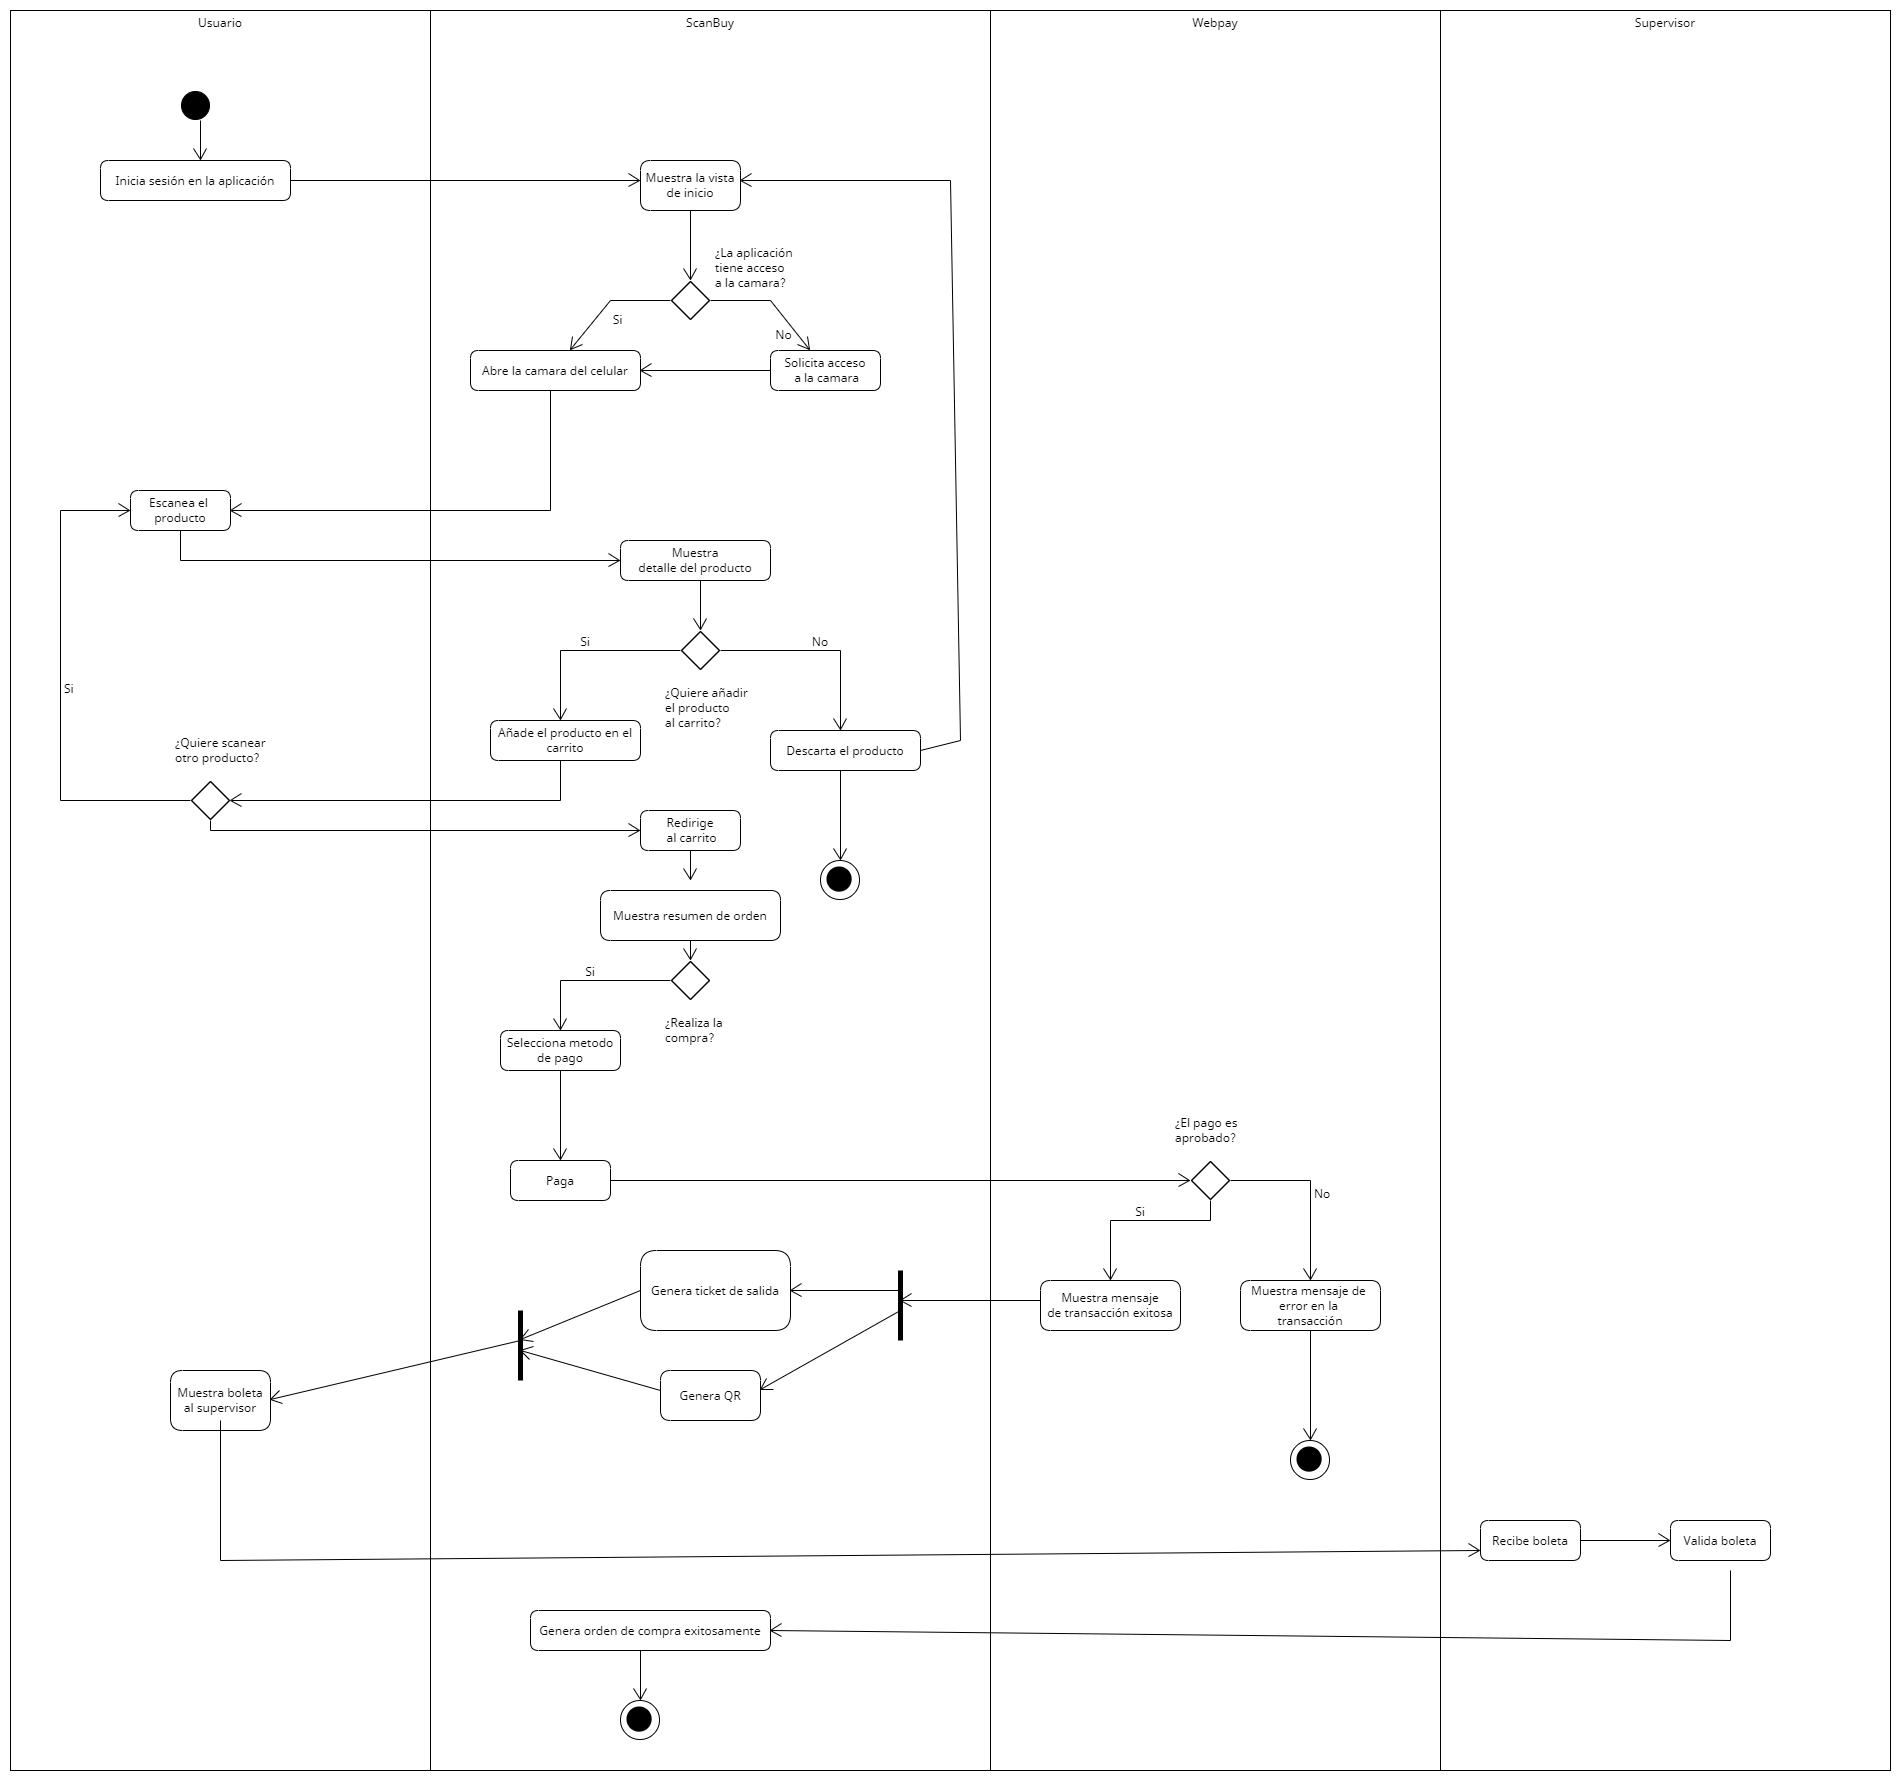 Usuario
ScanBuy
Webpay
Supervisor
Inicia sesión en la aplicación
Muestra la vista
de inicio
¿La aplicación
tiene acceso
a la camara?
Si
No
Abre la camara del celular
Solicita acceso
a la camara
Escanea el
producto
Muestra
detalle del producto
Si
No
¿Quiere añadir
el producto
al carrito?
Si
Añade el producto en el
carrito
Descarta el producto
¿Quiere scanear
otro producto?
Redirige
al carrito
Muestra resumen de orden
Si
¿Realiza la
compra?
Selecciona metodo
de pago
¿El pago es
aprobado?
Paga
No
Si
Genera ticket de salida
Muestra mensaje
de transacción exitosa
Muestra mensaje de
error en la
transacción
Muestra boleta
al supervisor
Genera QR
Recibe boleta
Valida boleta
Genera orden de compra exitosamente